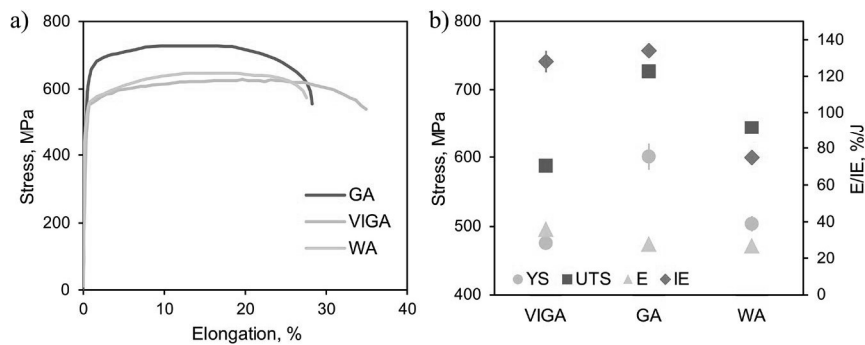 a)
800
600
400
200
0
Stress, MPa
0 10 20 30 40
Elongation, %
GA
VIGA
WA
b)
800
700
600
500
400
Stress, MPa
140
120
100
80
60
40
20
0
E/IE, %/J
YS UTS E IE
VIGA GA WA